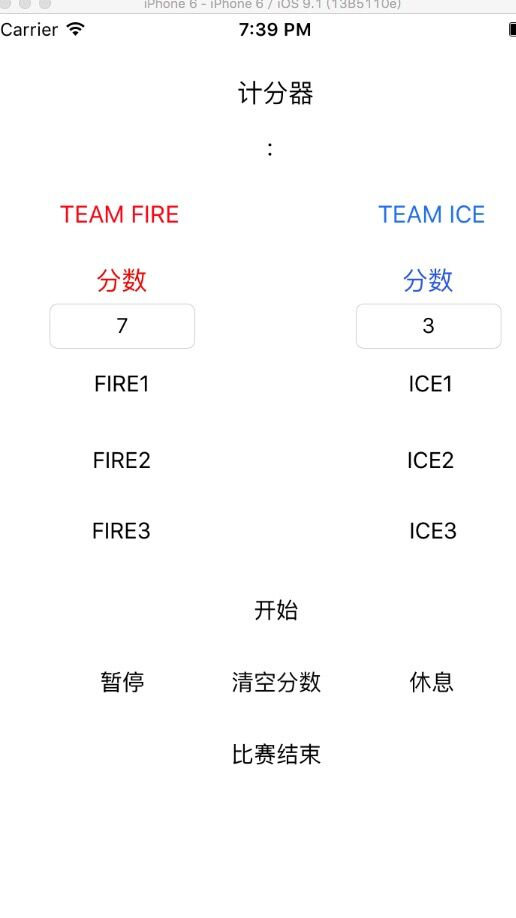 iPhone 6 - iPhone 6 / iOS 9.1 (13B5110e)
Carrier 7:39 PM
计分器
:
TEAM FIRE TEAM ICE
分数 分数
7 3
FIRE1 ICE1
FIRE2 ICE2
FIRE3 ICE3
开始
暂停 清空分数 休息
比赛结束